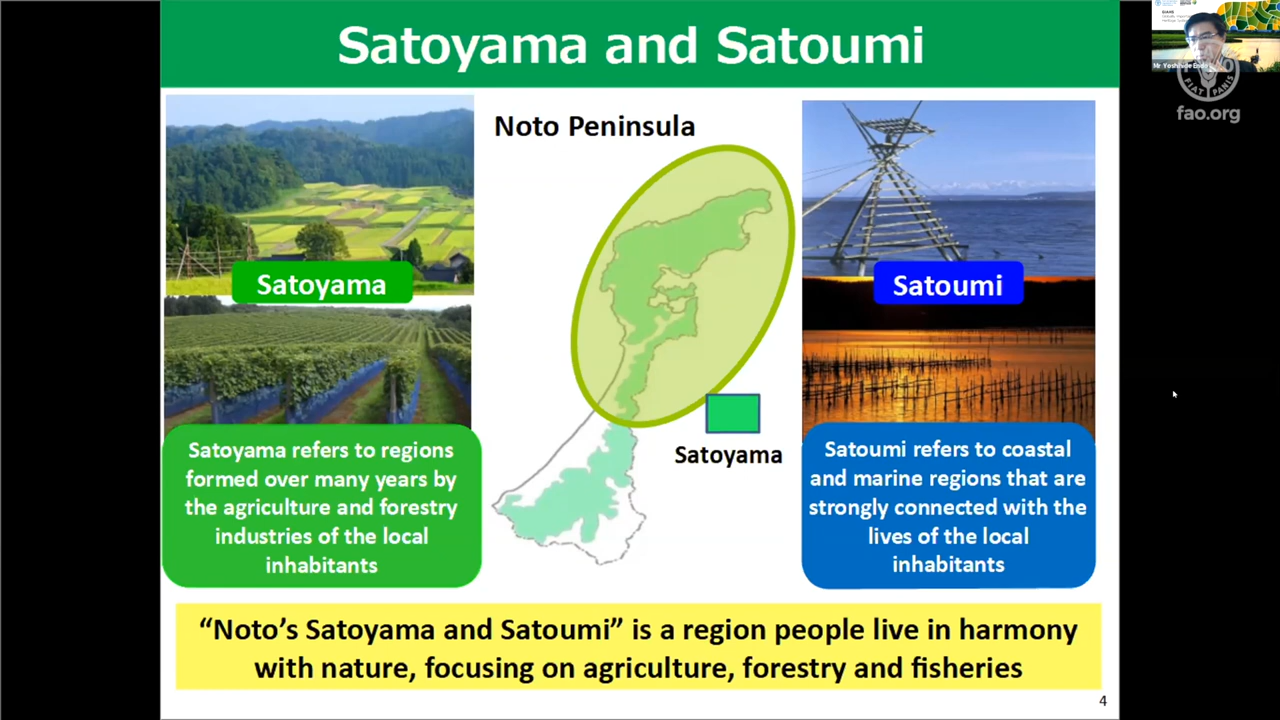 Satoyama and Satoumi
Noto Peninsula
Satoyama
Satoumi
Satoyama
Satoyama refers to regions
formed over many years by
the agriculture and forestry
industries of the local
inhabitants
Satoumi refers to coastal
and marine regions that are
strongly connected with the
lives of the local
inhabitants
“Noto’s Satoyama and Satoumi” is a region people live in harmony
with nature, focusing on agriculture, forestry and fisheries
4
FIAT PANIS
fao.org